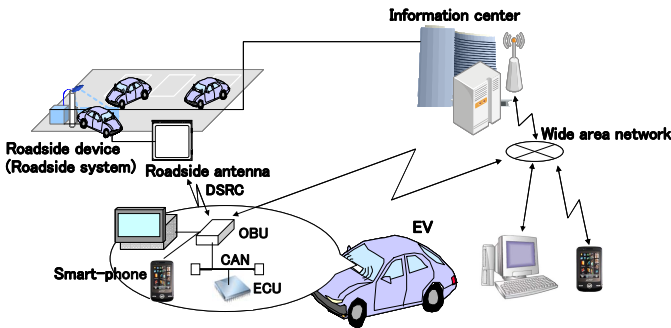 Information center
Roadside device
(Roadside system)
Roadside antenna
Wide area network
DSRC
OBU
EV
CAN
Smart-phone
ECU